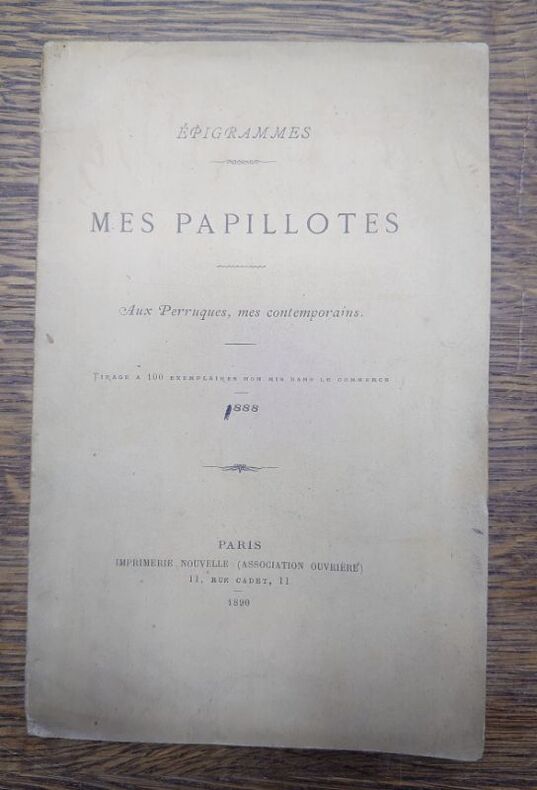 ÉPIGRAMMES
MES PAPILLOTES
Aux Perruques, mes contemporains.
TIRAGE A 100 EXEMPLAIRES NON MIS DANS LE COMMERCE
1888
PARIS
IMPRIMERIE NOUVELLE (ASSOCIATION OUVRIÈRE)
11, RUE CADET, 11
1890